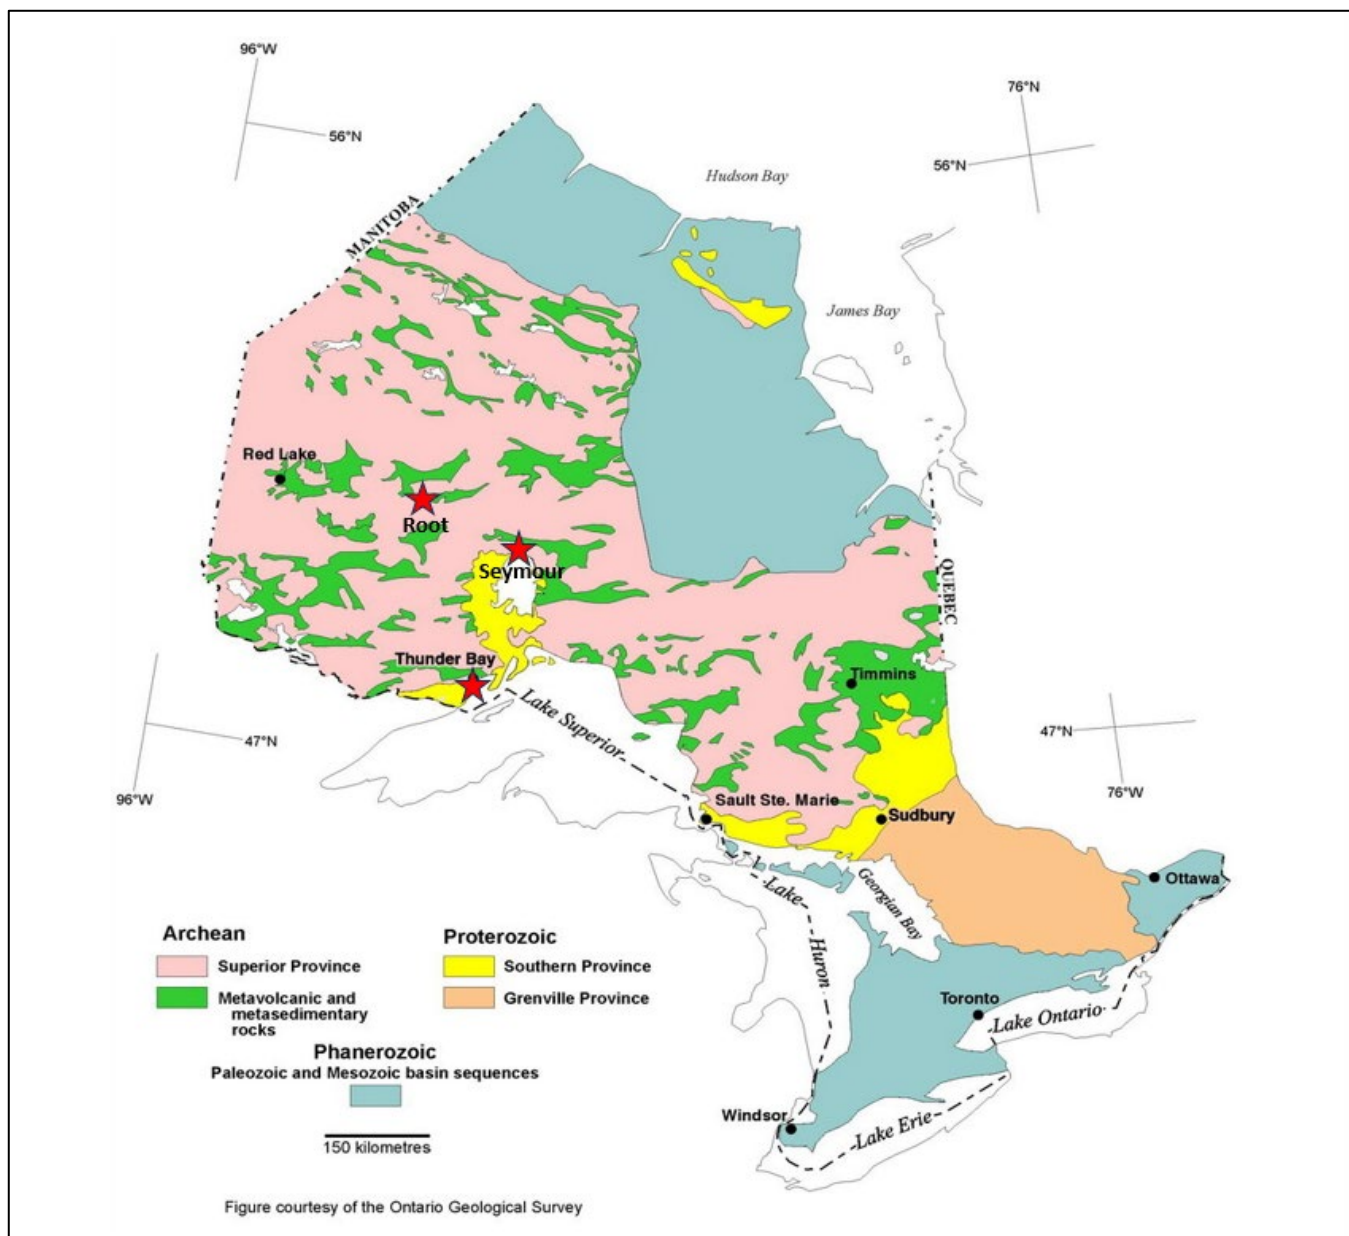 96°W
76°N
56°N
56°N
Hudson Bay
MANITOBA
James Bay
Red Lake
Root
Seymour
QUEBEC
Thunder Bay
Timmins
Lake Superior
47°N
47°N
96°W
76°W
Sault Ste. Marie
Sudbury
Ottawa
Georgian Bay
Lake
Huron
Toronto
Lake Ontario
Windsor
Lake Erie
Archean
Superior Province
Metavolcanic and
metasedimentary
rocks
Proterozoic
Southern Province
Grenville Province
Phanerozoic
Paleozoic and Mesozoic basin sequences
150 kilometres
Figure courtesy of the Ontario Geological Survey